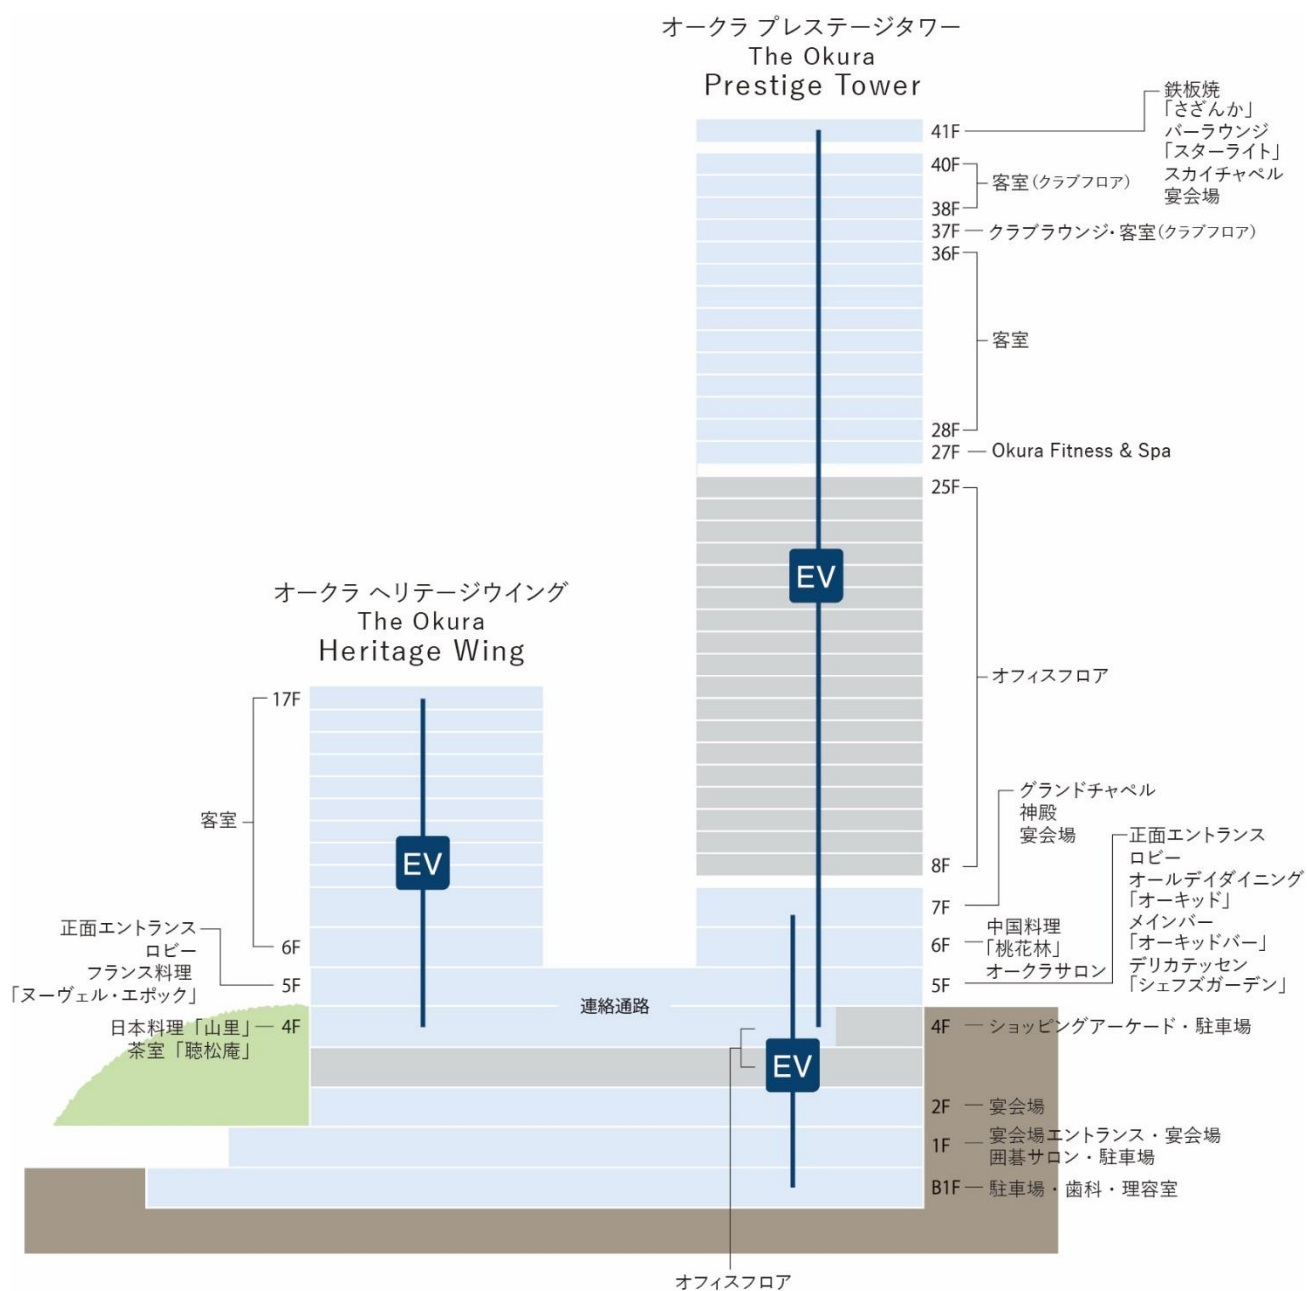 オークラ プレステージタワー
The Okura
Prestige Tower
41F
鉄板焼
「さざんか」
バーラウンジ
「スターライト」
スカイチャペル
宴会場
40F
38F
客室(クラブフロア)
37F
クラブラウンジ・客室(クラブフロア)
36F
28F
客室
27F
Okura Fitness & Spa
25F
8F
オフィスフロア
EV
7F
グランドチャペル
神殿
宴会場
6F
中国料理
「桃花林」
オークラサロン
5F
正面エントランス
ロビー
オールデイダイニング
「オーキッド」
メインバー
「オーキッドバー」
デリカテッセン
「シェフズガーデン」
4F
ショッピングアーケード・駐車場
2F
宴会場
1F
宴会場エントランス・宴会場
囲碁サロン・駐車場
B1F
駐車場・歯科・理容室
オークラ ヘリテージウイング
The Okura
Heritage Wing
17F
6F
客室
EV
5F
正面エントランス
ロビー
フランス料理
「ヌーヴェル・エポック」
4F
日本料理「山里」
茶室「聴松庵」
連絡通路
EV
オフィスフロア